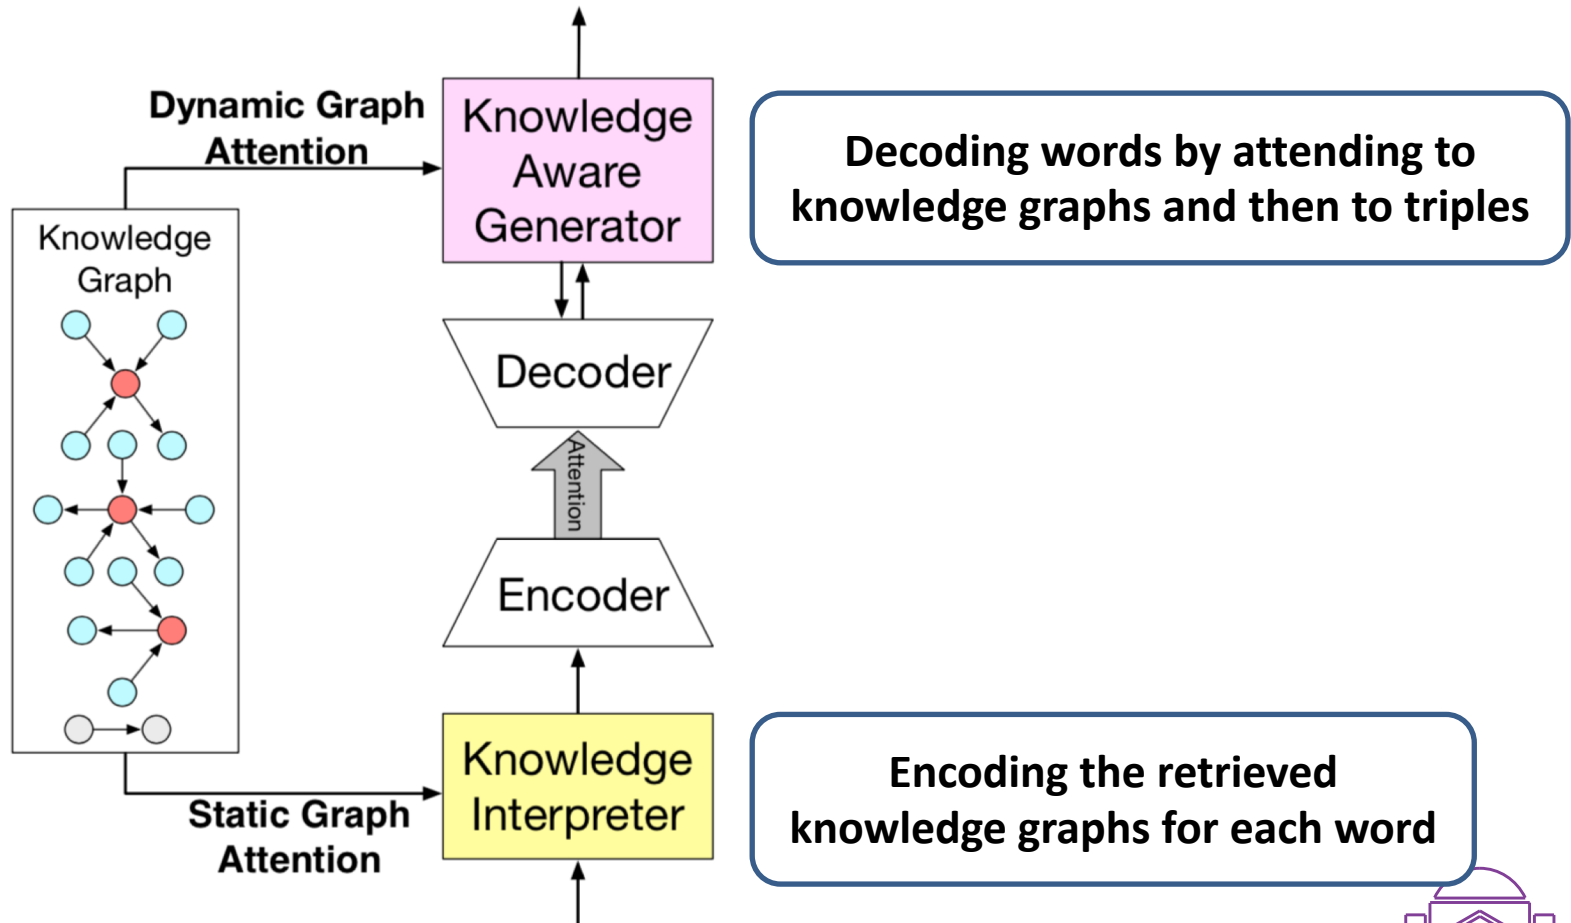 Dynamic Graph
Attention
Knowledge
Aware
Generator
Decoding words by attending to
knowledge graphs and then to triples
Knowledge
Graph
Decoder
Attention
Encoder
Knowledge
Interpreter
Static Graph
Attention
Encoding the retrieved
knowledge graphs for each word